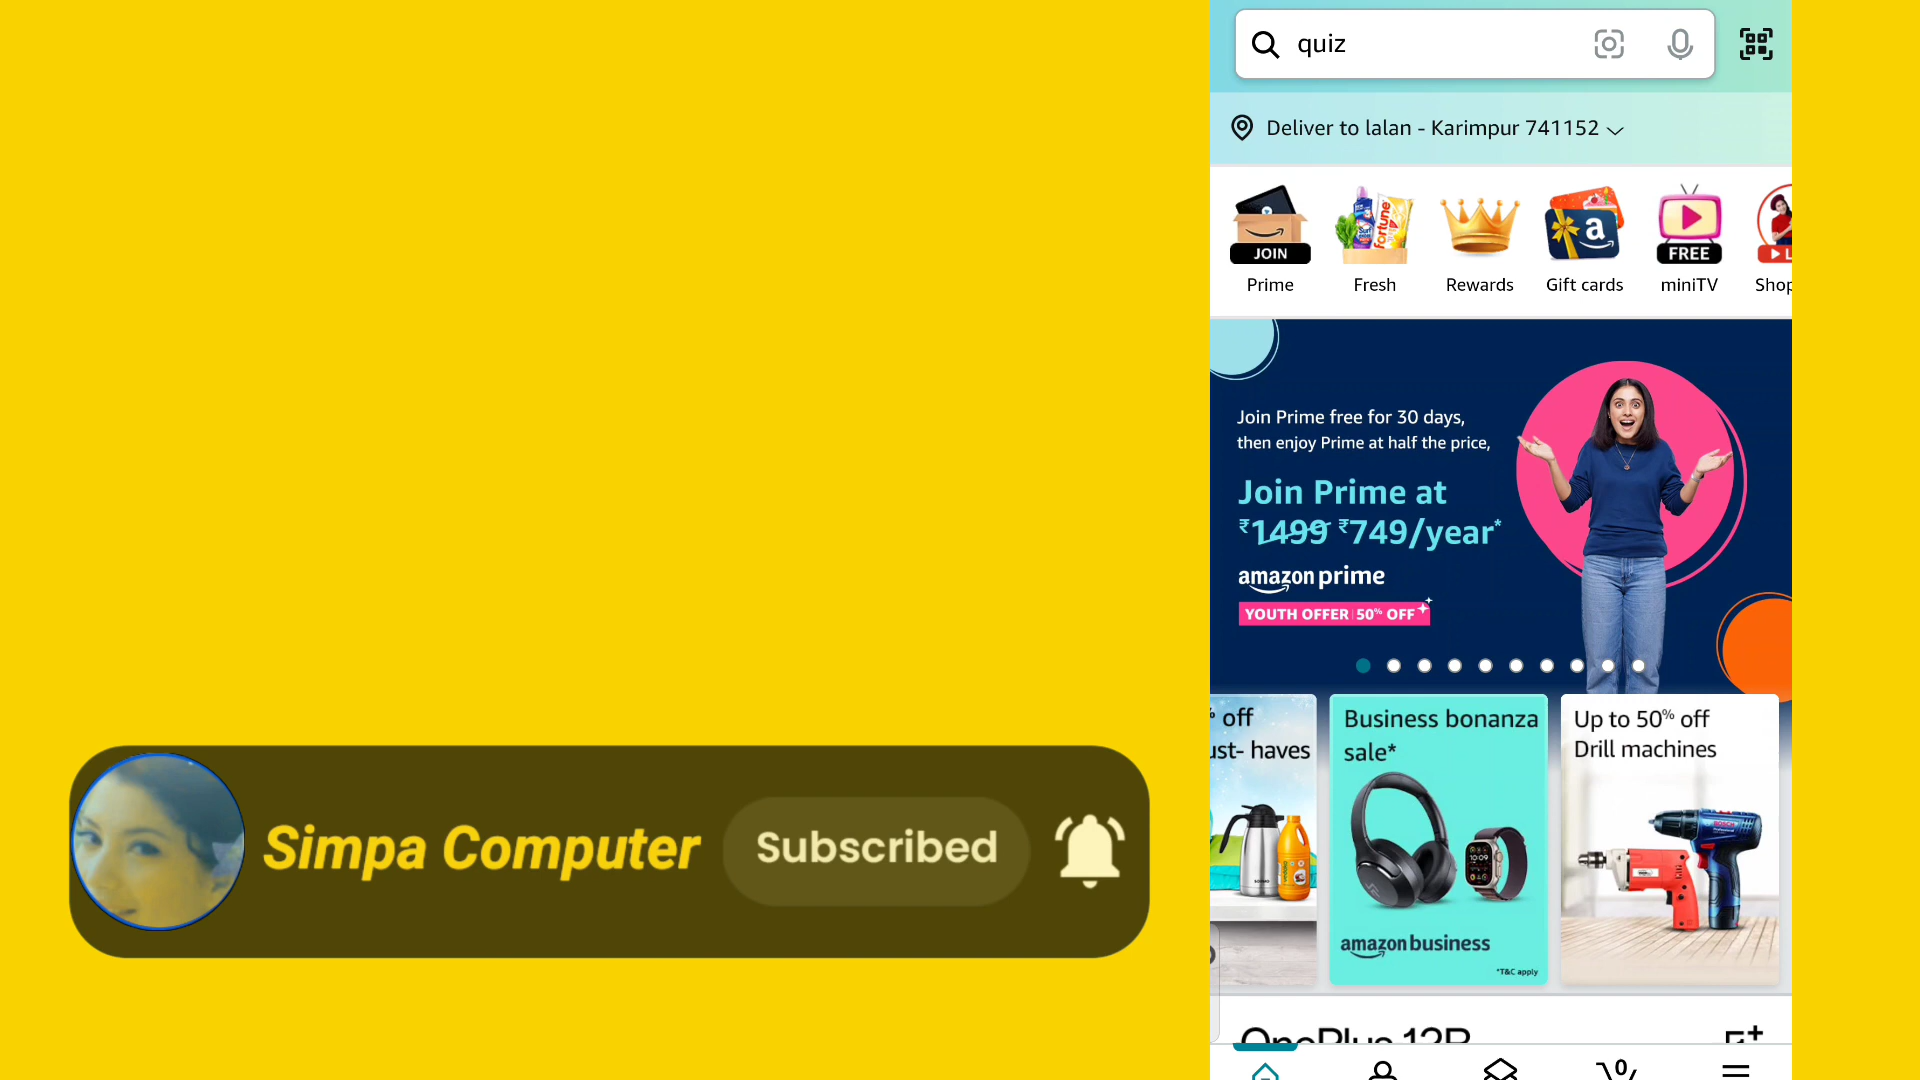 quiz
Deliver to lalan - Karimpur 741152
JOIN
FREE
Prime
Fresh
Rewards
Gift cards
miniTV
Shop
Join Prime free for 30 days,
then enjoy Prime at half the price,
Join Prime at
₹1499 ₹749/year*
amazon prime
YOUTH OFFER | 50% OFF
% off
ust- haves
Business bonanza
sale*
amazon business
*T&C apply
Up to 50% off
Drill machines
OnePlus 12R
Simpa Computer
Subscribed